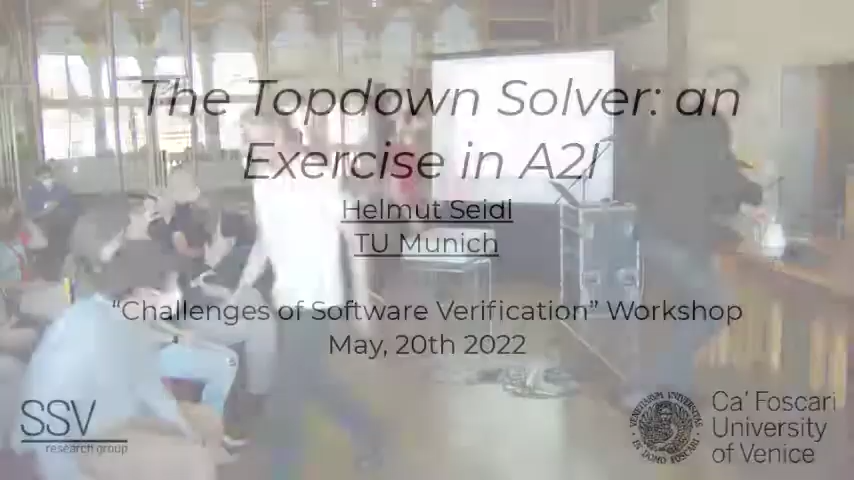 The Topdown Solver: an
Exercise in A2I
Helmut Seidl
TU Munich
“Challenges of Software Verification” Workshop
May, 20th 2022
SSV
research group
Ca’ Foscari
University
of Venice